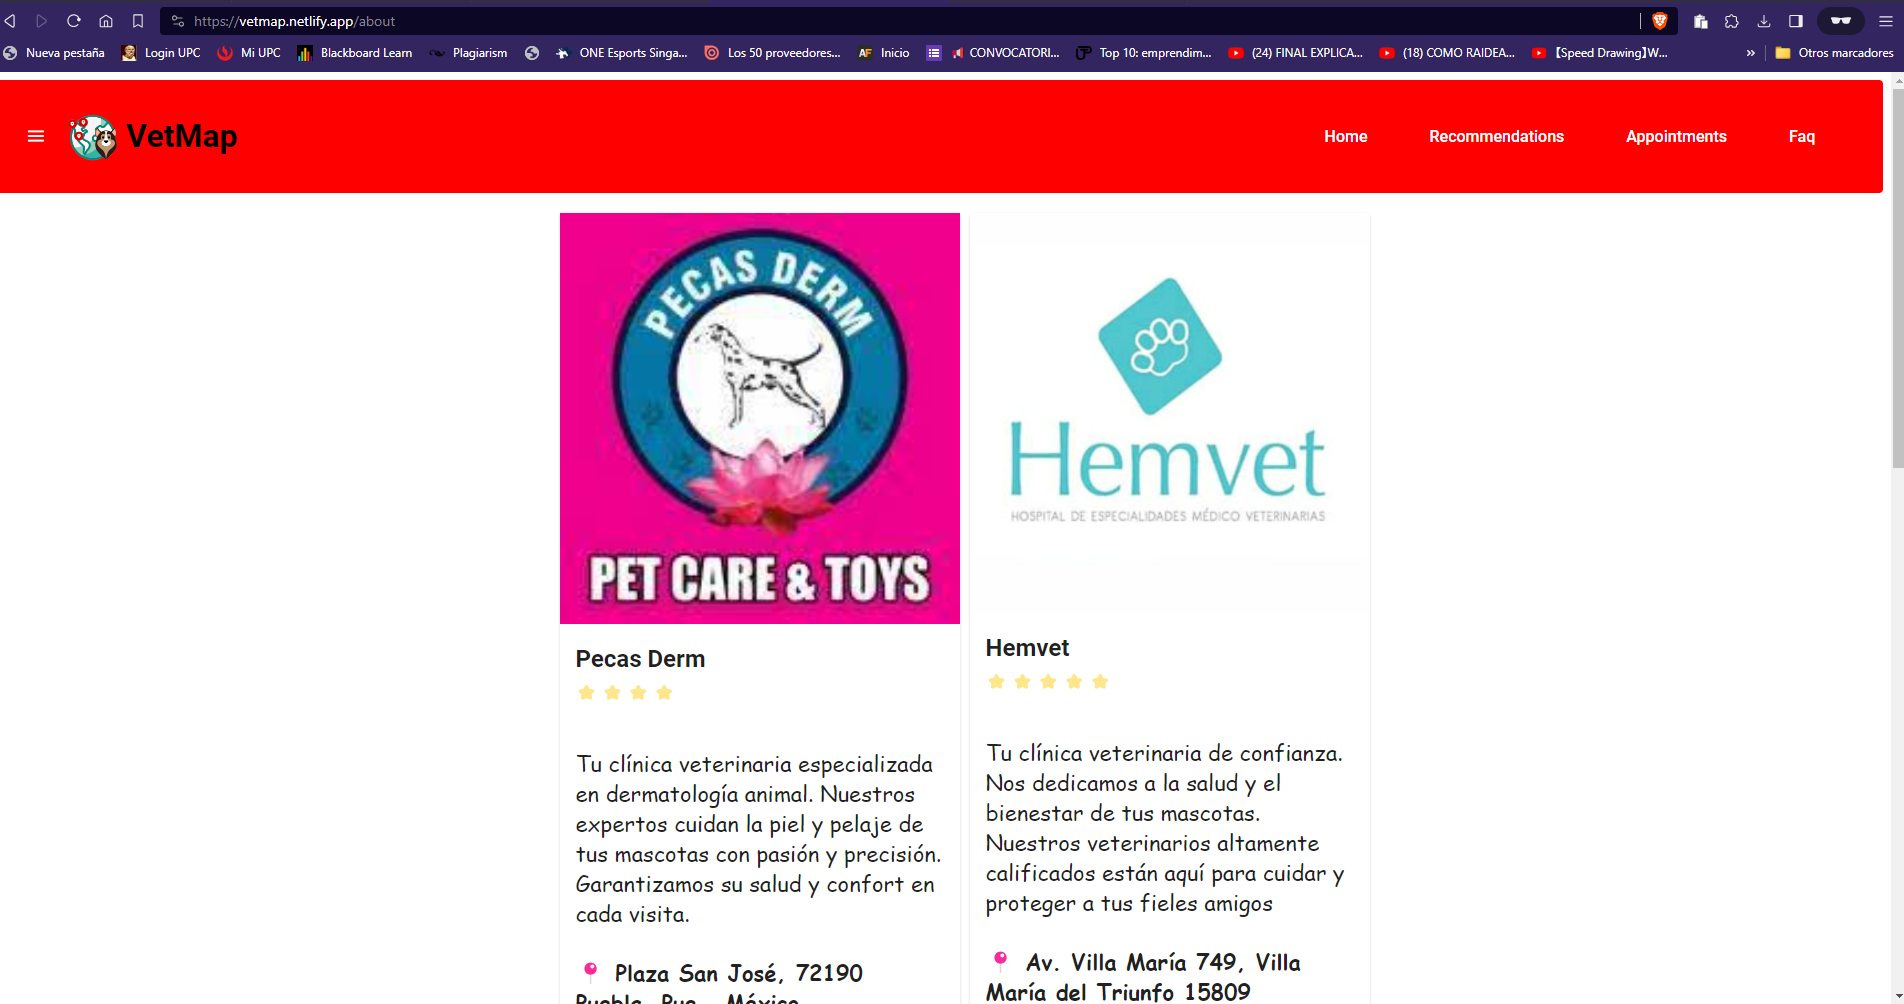 https://vetmap.netlify.app/about
Nueva pestaña Login UPC Mi UPC Blackboard Learn Plagiarism ONE Esports Singa... Los 50 proveedores... AF Inicio CONVOCATORI... Top 10: emprendim... (24) FINAL EXPLICA... (18) COMO RAIDEA... 【Speed Drawing】W... » Otros marcadores
VetMap Home Recommendations Appointments Faq
PECAS DERM
PET CARE & TOYS
Pecas Derm
Tu clínica veterinaria especializada
en dermatología animal. Nuestros
expertos cuidan la piel y pelaje de
tus mascotas con pasión y precisión.
Garantizamos su salud y confort en
cada visita.
Plaza San José, 72190
Puebla, Pue., México
Hemvet
HOSPITAL DE ESPECIALIDADES MÉDICO VETERINARIAS
Hemvet
Tu clínica veterinaria de confianza.
Nos dedicamos a la salud y el
bienestar de tus mascotas.
Nuestros veterinarios altamente
calificados están aquí para cuidar y
proteger a tus fieles amigos
Av. Villa María 749, Villa
María del Triunfo 15809